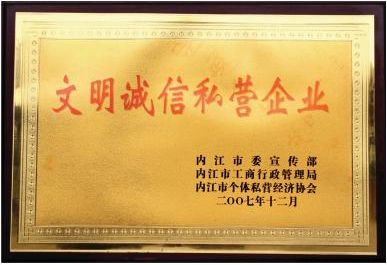 文明诚信私营企业
内江市委宣传部
内江市工商行政管理局
内江市个体私营经济协会
二〇〇七年十二月